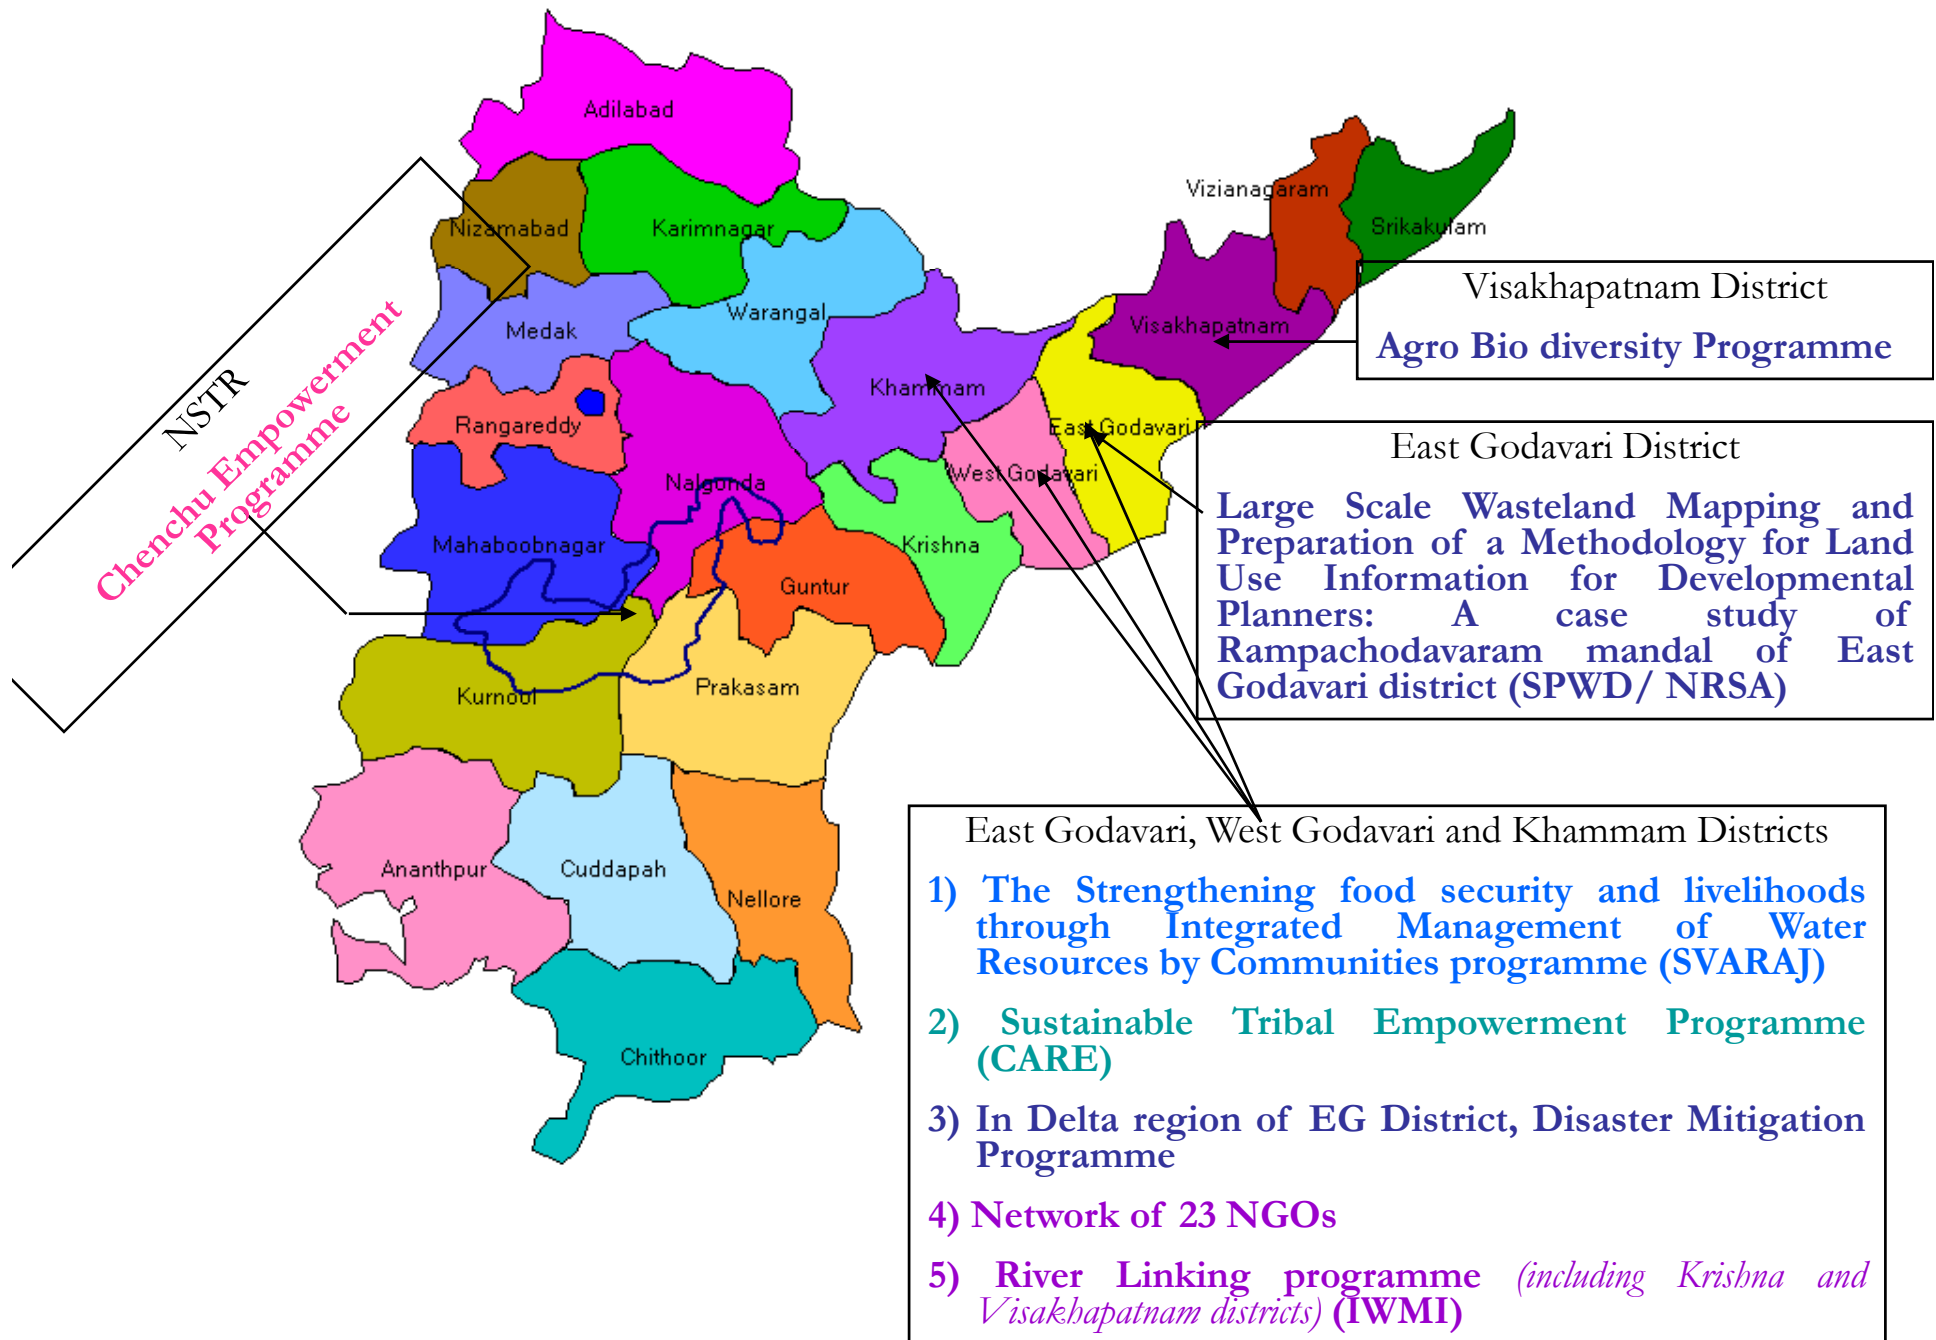 Adilabad
Nizamabad
Karimnagar
Medak
Warangal
Rangareddy
Khammam
Nalgonda
Mahaboobnagar
Guntur
Krishna
West Godavari
East Godavari
Visakhapatnam
Vizianagaram
Srikakulam
Kurnool
Prakasam
Ananthpur
Cuddapah
Nellore
Chithoor
NSTR
Chenchu Empowerment
Programme
Visakhapatnam District
Agro Bio diversity Programme
East Godavari District
Large Scale Wasteland Mapping and
Preparation of a Methodology for Land
Use Information for Developmental
Planners: A case study of
Rampachodavaram mandal of East
Godavari district (SPWD/ NRSA)
East Godavari, West Godavari and Khammam Districts
1) The Strengthening food security and livelihoods
through Integrated Management of Water
Resources by Communities programme (SVARAJ)
2) Sustainable Tribal Empowerment Programme
(CARE)
3) In Delta region of EG District, Disaster Mitigation
Programme
4) Network of 23 NGOs
5) River Linking programme (including Krishna and
Visakhapatnam districts) (IWMI)